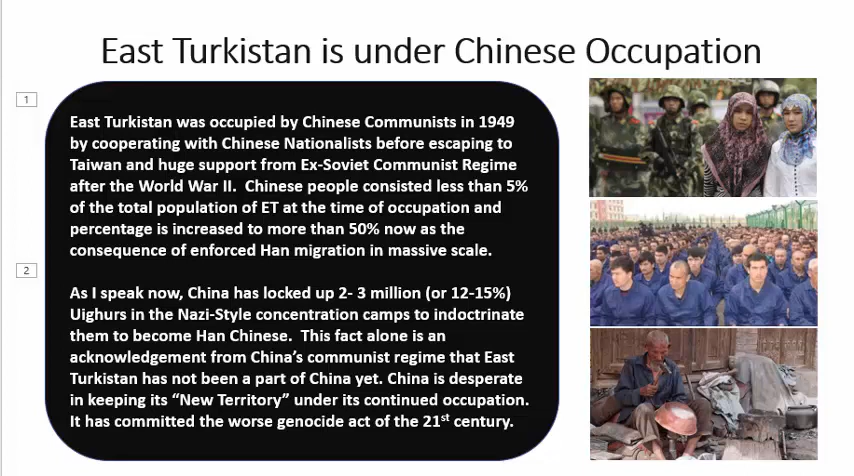 East Turkistan is under Chinese Occupation
1
East Turkistan was occupied by Chinese Communists in 1949
by cooperating with Chinese Nationalists before escaping to
Taiwan and huge support from Ex-Soviet Communist Regime
after the World War II. Chinese people consisted less than 5%
of the total population of ET at the time of occupation and
percentage is increased to more than 50% now as the
consequence of enforced Han migration in massive scale.
2
As I speak now, China has locked up 2- 3 million (or 12-15%)
Uighurs in the Nazi-Style concentration camps to indoctrinate
them to become Han Chinese. This fact alone is an
acknowledgement from China's communist regime that East
Turkistan has not been a part of China yet. China is desperate
in keeping its “New Territory” under its continued occupation.
It has committed the worse genocide act of the 21st century.